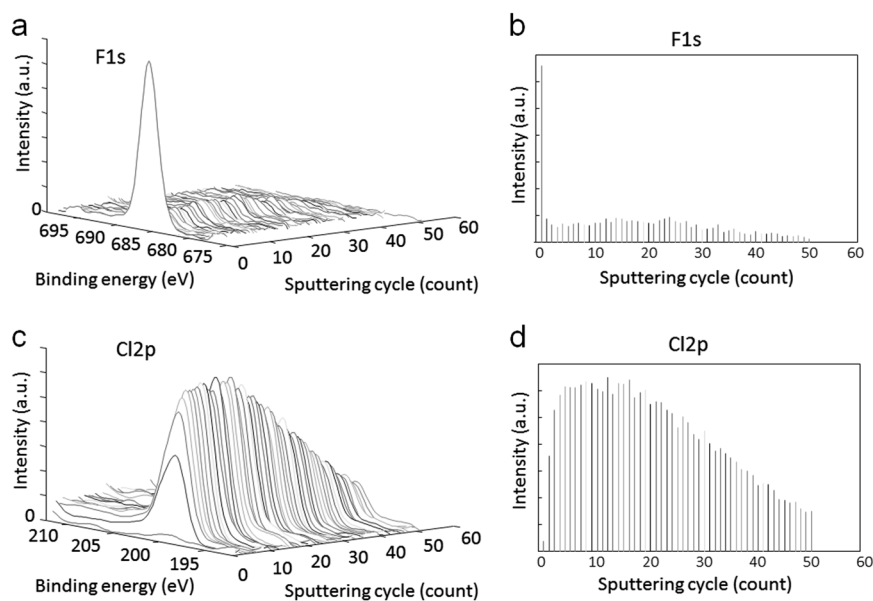 a
F1s
Intensity (a.u.)
0
695
690
685
680
675
Binding energy (eV)
0
10
20
30
40
50
60
Sputtering cycle (count)
b
F1s
Intensity (a.u.)
0 10 20 30 40 50 60
Sputtering cycle (count)
c
Cl2p
Intensity (a.u.)
0
210
205
200
195
Binding energy (eV)
0
10
20
30
40
50
60
Sputtering cycle (count)
d
Cl2p
Intensity (a.u.)
0 10 20 30 40 50 60
Sputtering cycle (count)